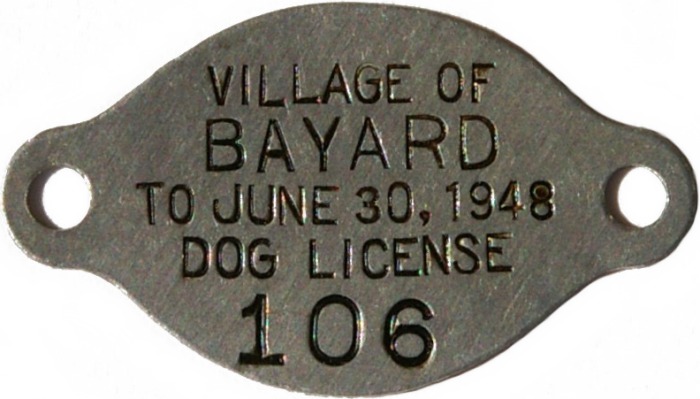 VILLAGE OF
BAYARD
TO JUNE 30, 1948
DOG LICENSE
106